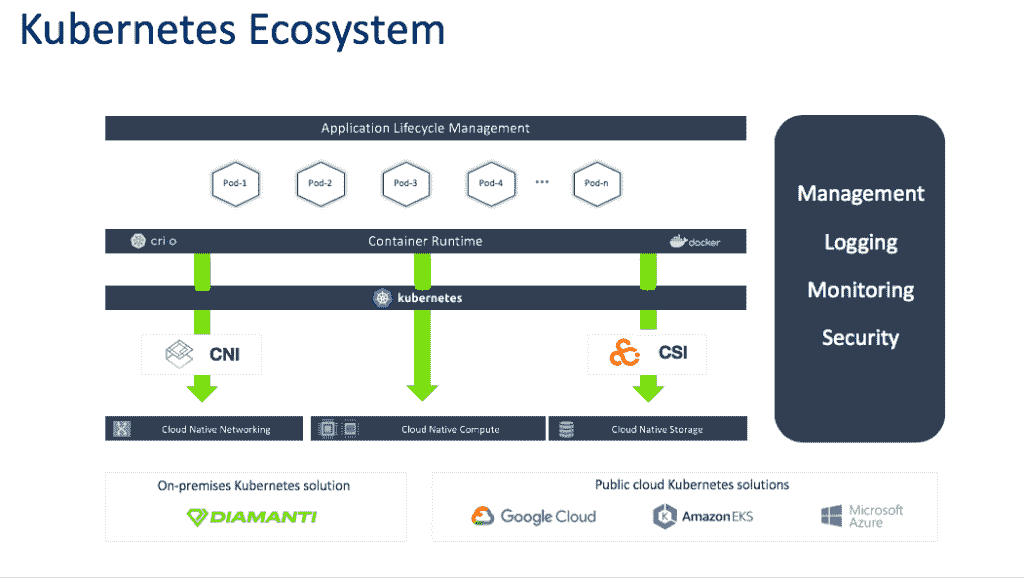 Kubernetes Ecosystem
Application Lifecycle Management
Pod-1
Pod-2
Pod-3
Pod-4
...
Pod-n
cri o
Container Runtime
docker
kubernetes
CNI
CSI
Cloud Native Networking
Cloud Native Compute
Cloud Native Storage
Management
Logging
Monitoring
Security
On-premises Kubernetes solution
DIAMANTI
Public cloud Kubernetes solutions
Google Cloud
Amazon EKS
Microsoft
Azure